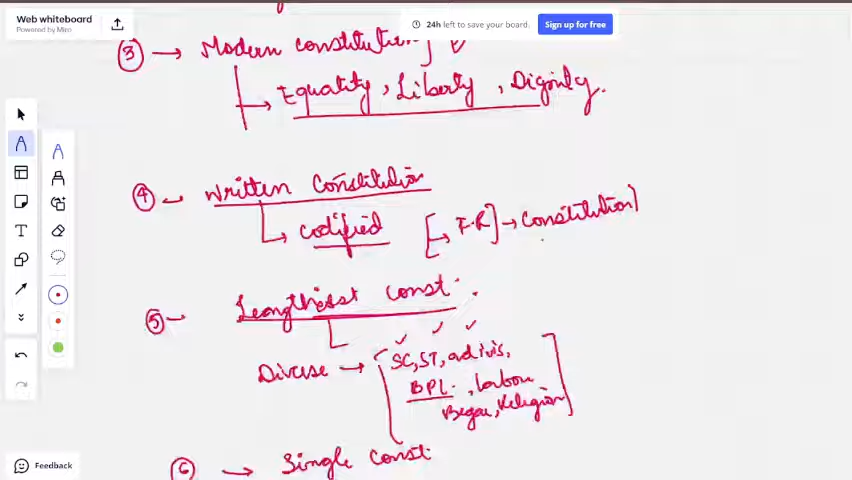 Web whiteboard
Powered by Miro
24h left to save your board.
Sign up for free
③ → Modern constitution
→ Equality, Liberty, Dignity.
④ Written Constitution
→ codified [→ F.R] → Constitution
⑤ Lengthiest const.
Diverse → SC, ST, adivis,
BPL, labour
Begar, Religion
⑥ → Single const
T
Feedback